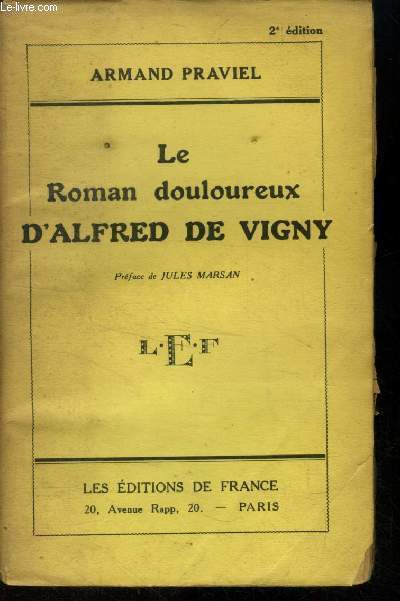 Le-livre.com
2e édition
ARMAND PRAVIEL
Le
Roman douloureux
D'ALFRED DE VIGNY
Préface de JULES MARSAN
L·E·F
LES ÉDITIONS DE FRANCE
20, Avenue Rapp, 20. — PARIS